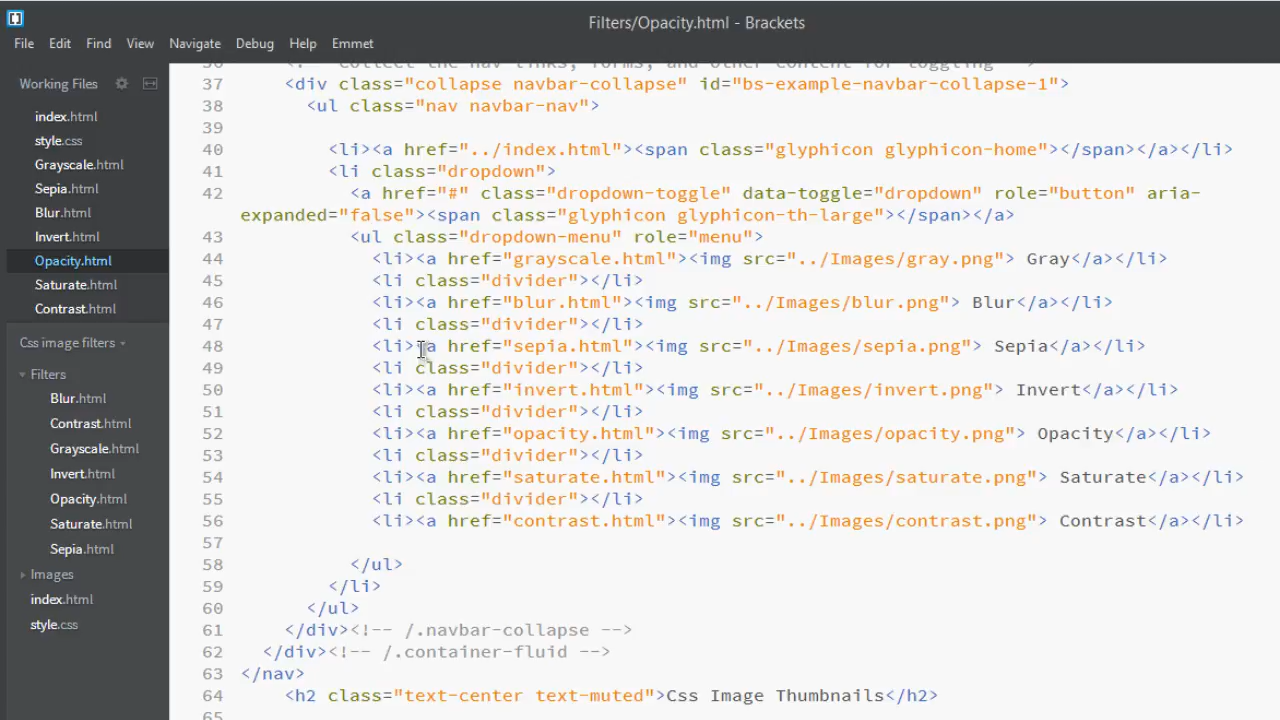 Filters/Opacity.html - Brackets
File Edit Find View Navigate Debug Help Emmet
Working Files
index.html
style.css
Grayscale.html
Sepia.html
Blur.html
Invert.html
Opacity.html
Saturate.html
Contrast.html
Css image filters
Filters
Blur.html
Contrast.html
Grayscale.html
Invert.html
Opacity.html
Saturate.html
Sepia.html
Images
index.html
style.css
36 <!-- Collect the nav links, forms, and other content for toggling -->
37 <div class="collapse navbar-collapse" id="bs-example-navbar-collapse-1">
38 <ul class="nav navbar-nav">
39
40 <li><a href="../index.html"><span class="glyphicon glyphicon-home"></span></a></li>
41 <li class="dropdown">
42 <a href="#" class="dropdown-toggle" data-toggle="dropdown" role="button" aria-
expanded="false"><span class="glyphicon glyphicon-th-large"></span></a>
43 <ul class="dropdown-menu" role="menu">
44 <li><a href="grayscale.html"><img src="../Images/gray.png"> Gray</a></li>
45 <li class="divider"></li>
46 <li><a href="blur.html"><img src="../Images/blur.png"> Blur</a></li>
47 <li class="divider"></li>
48 <li><a href="sepia.html"><img src="../Images/sepia.png"> Sepia</a></li>
49 <li class="divider"></li>
50 <li><a href="invert.html"><img src="../Images/invert.png"> Invert</a></li>
51 <li class="divider"></li>
52 <li><a href="opacity.html"><img src="../Images/opacity.png"> Opacity</a></li>
53 <li class="divider"></li>
54 <li><a href="saturate.html"><img src="../Images/saturate.png"> Saturate</a></li>
55 <li class="divider"></li>
56 <li><a href="contrast.html"><img src="../Images/contrast.png"> Contrast</a></li>
57
58 </ul>
59 </li>
60 </ul>
61 </div><!-- /.navbar-collapse -->
62 </div><!-- /.container-fluid -->
63 </nav>
64 <h2 class="text-center text-muted">Css Image Thumbnails</h2>
65